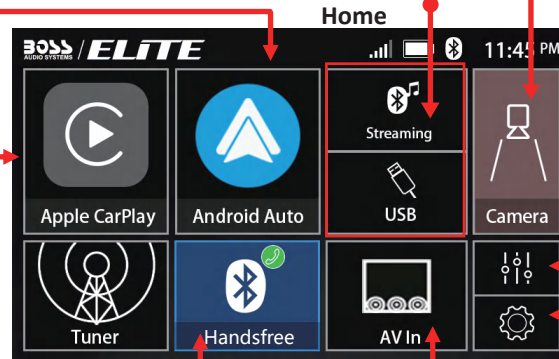 Home
BOSS / ELITE
AUDIO SYSTEMS
11:45 PM
Streaming
USB
Apple CarPlay
Android Auto
Camera
Tuner
Handsfree
AV In